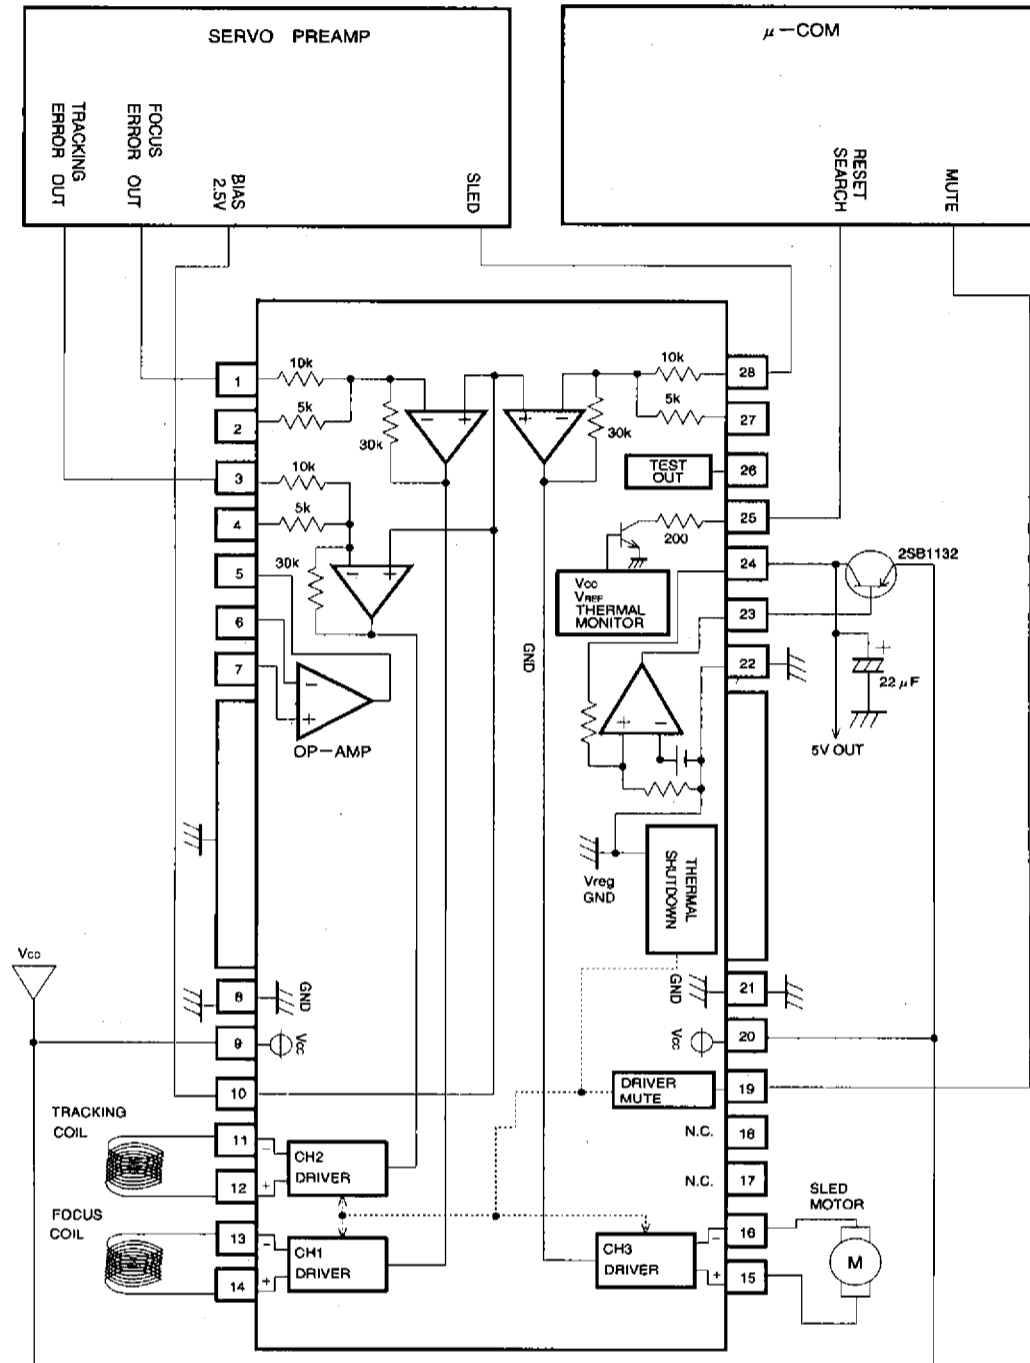 SERVO PREAMP
TRACKING
ERROR OUT
FOCUS
ERROR OUT
BIAS
2.5V
SLED
μ-COM
RESET
SEARCH
MUTE
1
10k
2
5k
30k
3
10k
4
5k
5
30k
6
7
OP-AMP
10k
28
5k
27
30k
TEST
OUT
26
25
200
Vcc
VREF
THERMAL
MONITOR
24
2SB1132
23
22
+
22μF
5V OUT
GND
Vreg
GND
THERMAL
SHUTDOWN
Vcc
8
GND
9
Vcc
10
GND
21
Vcc
20
DRIVER
MUTE
19
N.C.
18
N.C.
17
TRACKING
COIL
11
12
-
+
CH2
DRIVER
FOCUS
COIL
13
14
-
+
CH1
DRIVER
CH3
DRIVER
-
+
16
15
SLED
MOTOR
M